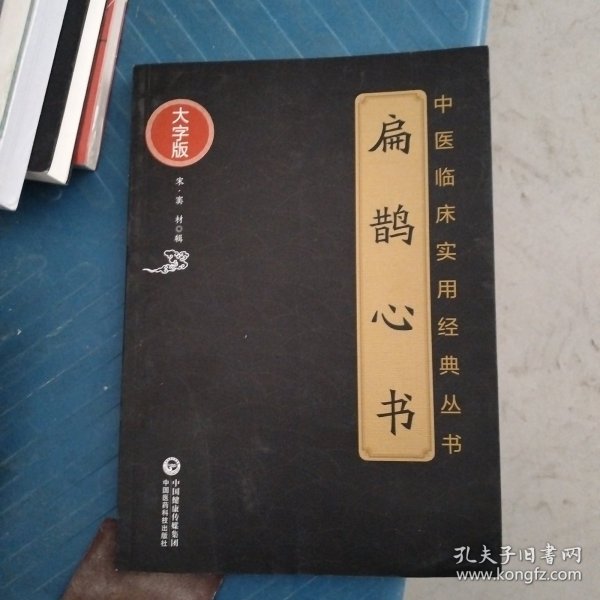 中医临床实用经典丛书
扁鹊心书
大字版
宋·窦材◎辑
中国健康传媒集团
中国医药科技出版社
孔夫子旧书网
www.kongfz.com